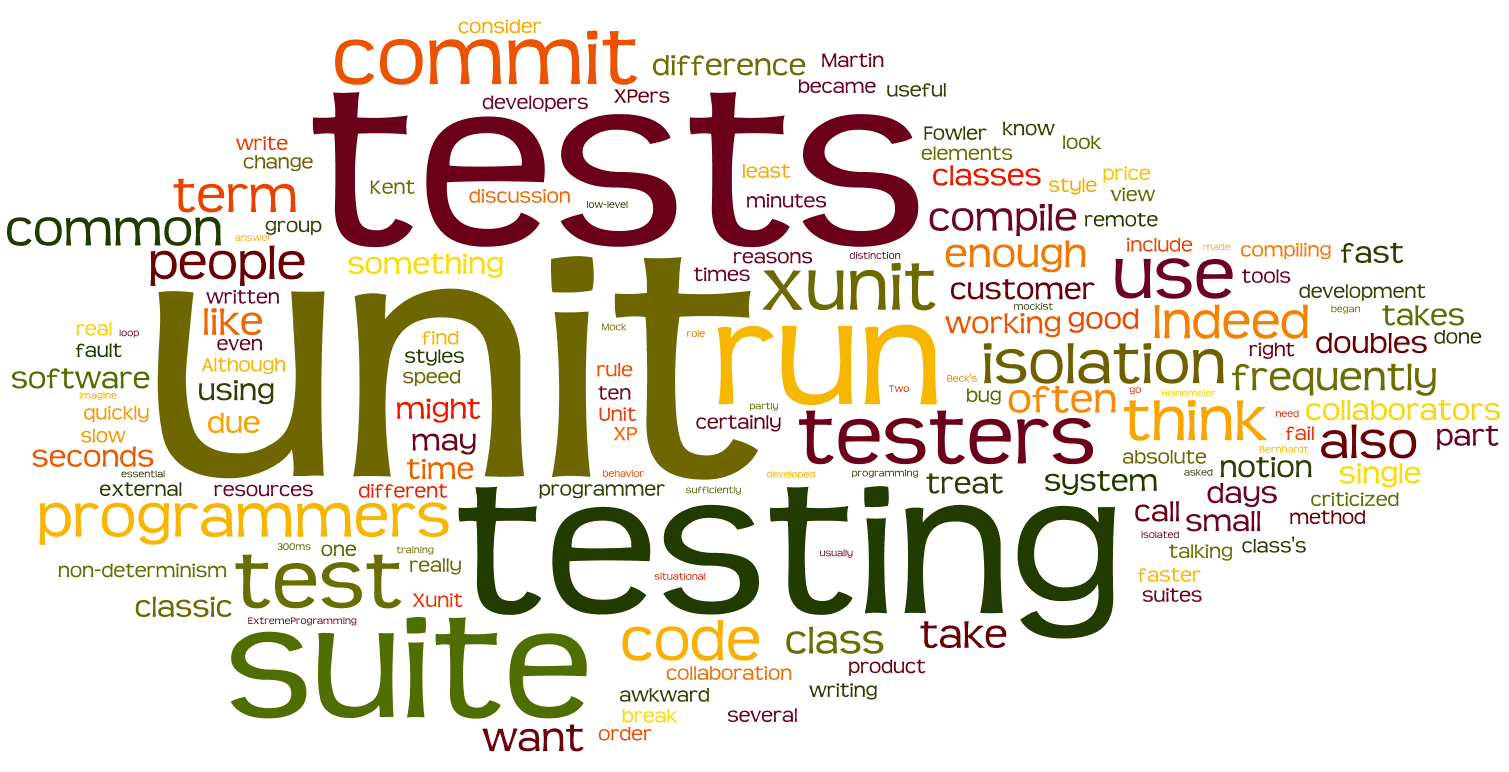 consider
commit
difference
Martin
became
useful
developers
XPers
tests
Fowler
know
look
elements
write
change
term
Kent
discussion
low-level
least
minutes
classes
style
price
view
common
group
answer
people
something
compile
remote
reasons
distinction
times
enough
include
made
compiling
fast
unit
xunit
customer
use
tools
development
written
like
even
real
loop
fault
Although
software
Imagine
using
quickly
slow
due
seconds
find
styles
speed
might
may
time
Mock
rule
ten
Unit
XP
role
run
Two
partly
certainly
mockist
working
good
Indeed
began
takes
right
doubles
done
isolation
frequently
Beck's
bug
often
go
Heinemeier
think
need
collaborators
fail
Bernhardt
also
part
testers
absolute
notion
single
essential
external
resources
different
behavior
programmer
sufficiently
developed
programming
treat
system
asked
days
criticized
method
call
small
Isolated
talking
class's
faster
suites
programmers
testing
300ms
one
training
really
non-determinism
test
classic
Xunit
ExtremeProgramming
situational
usually
suite
code
class
take
product
collaboration
awkward
writing
break
several
want
order